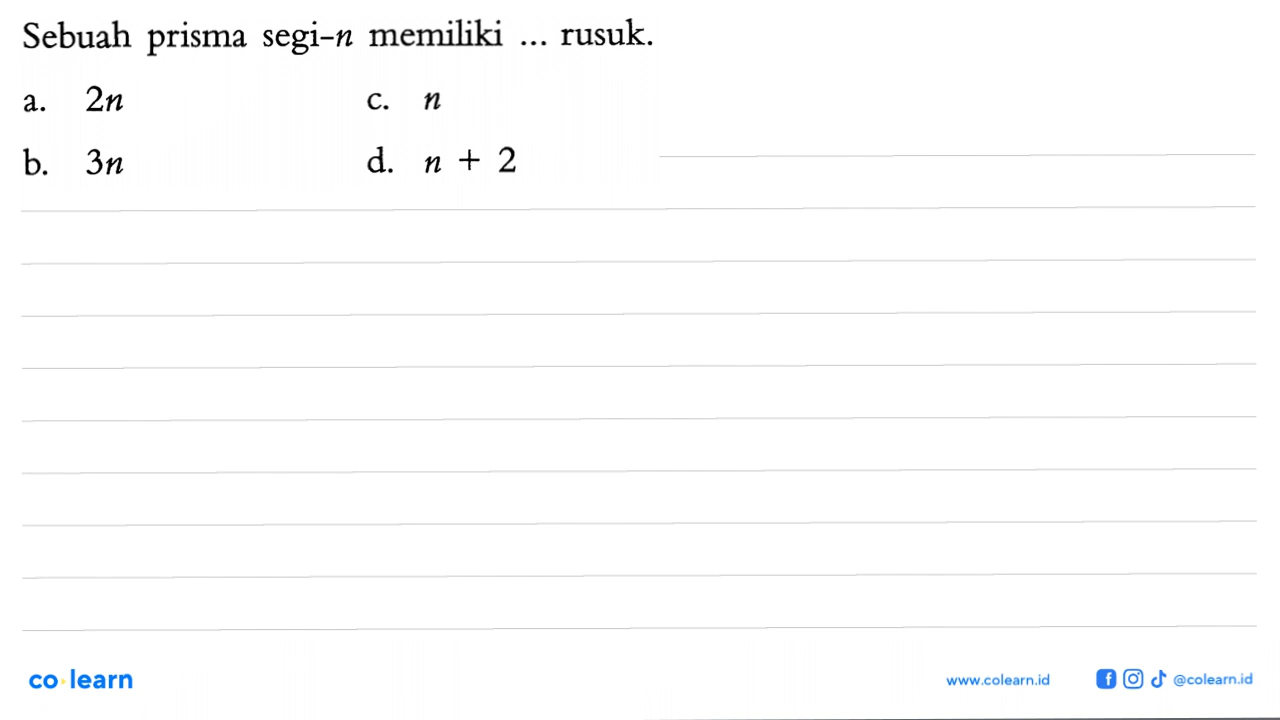 Sebuah prisma segi-n memiliki ... rusuk.
a. 2n c. n
b. 3n d. n + 2
co learn www.colearn.id @colearn.id